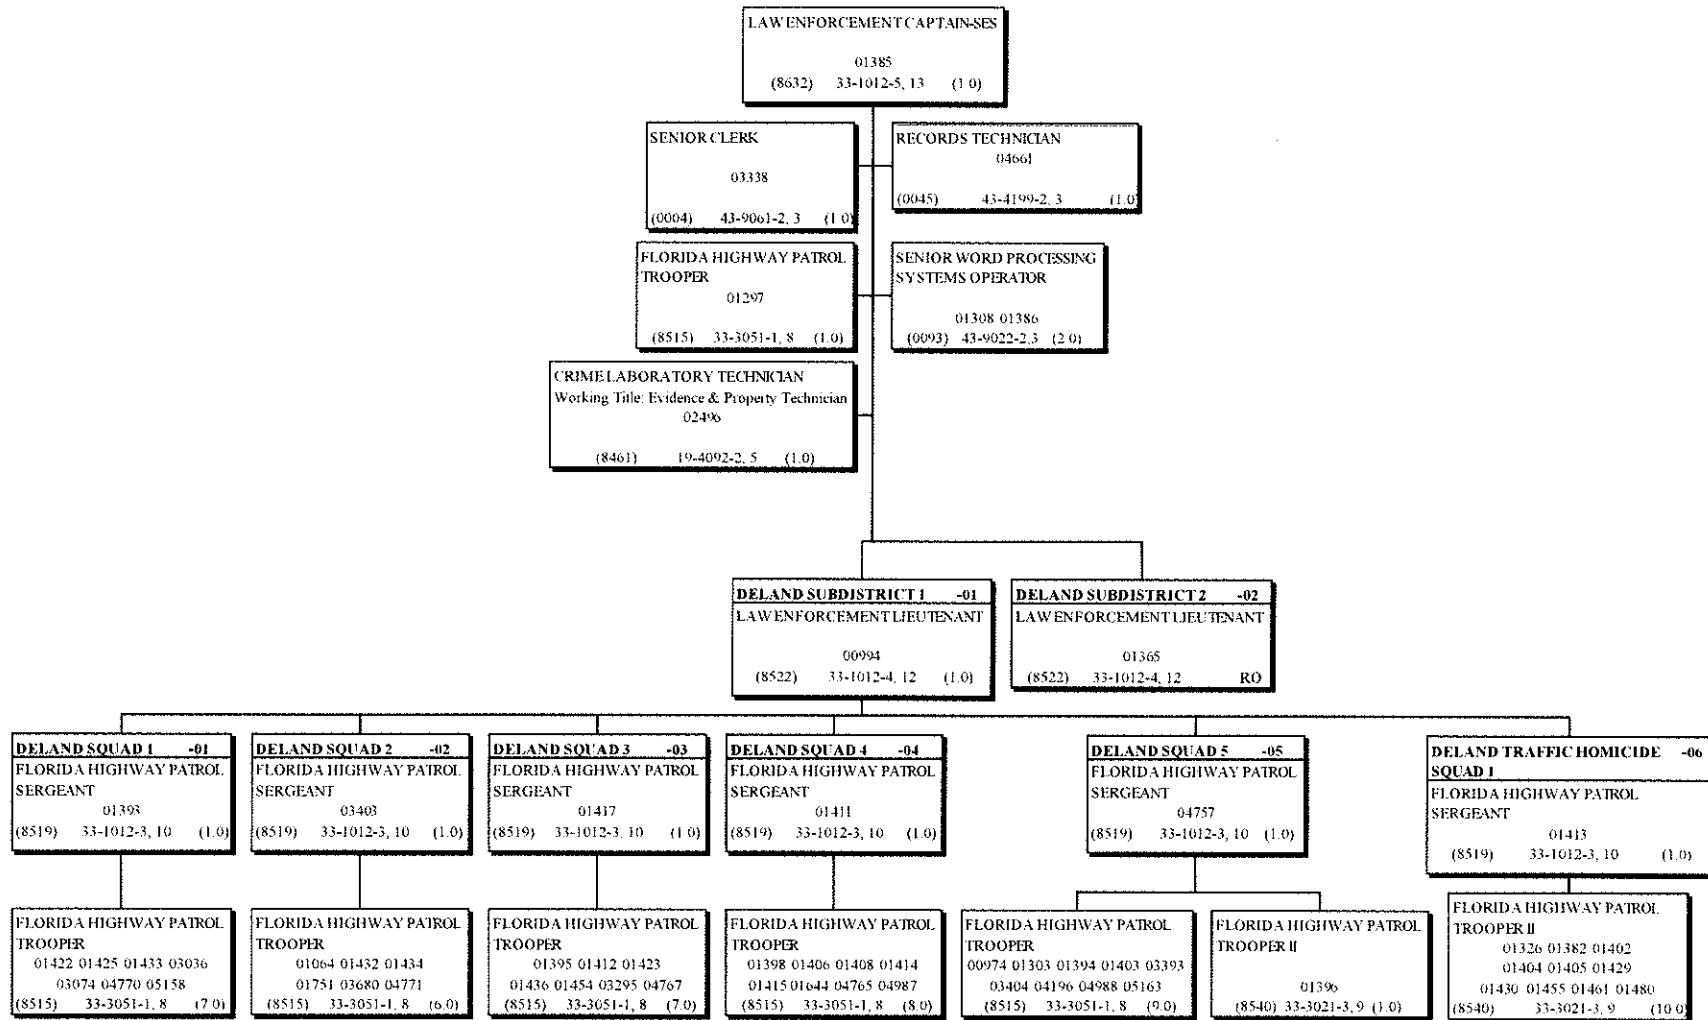 LAW ENFORCEMENT CAPTAIN-SES
01385
(8632) 33-1012-5, 13 (1 0)
SENIOR CLERK
03338
(0004) 43-9061-2, 3 (1 0)
RECORDS TECHNICIAN
04661
(0045) 43-4199-2, 3 (1.0)
FLORIDA HIGHWAY PATROL
TROOPER
01297
(8515) 33-3051-1, 8 (1.0)
SENIOR WORD PROCESSING
SYSTEMS OPERATOR
01308 01386
(0093) 43-9022-2,3 (2 0)
CRIME LABORATORY TECHNICIAN
Working Title: Evidence & Property Technician
02496
(8461) 19-4092-2, 5 (1.0)
DELAND SUBDISTRICT 1 -01
LAW ENFORCEMENT LIEUTENANT
00994
(8522) 33-1012-4, 12 (1.0)
DELAND SUBDISTRICT 2 -02
LAW ENFORCEMENT LIEUTENANT
01365
(8522) 33-1012-4, 12 RO
DELAND SQUAD 1 -01
FLORIDA HIGHWAY PATROL
SERGEANT
01393
(8519) 33-1012-3, 10 (1.0)
DELAND SQUAD 2 -02
FLORIDA HIGHWAY PATROL
SERGEANT
03403
(8519) 33-1012-3, 10 (1.0)
DELAND SQUAD 3 -03
FLORIDA HIGHWAY PATROL
SERGEANT
01417
(8519) 33-1012-3, 10 (1 0)
DELAND SQUAD 4 -04
FLORIDA HIGHWAY PATROL
SERGEANT
01411
(8519) 33-1012-3, 10 (1.0)
DELAND SQUAD 5 -05
FLORIDA HIGHWAY PATROL
SERGEANT
04757
(8519) 33-1012-3, 10 (1.0)
DELAND TRAFFIC HOMICIDE -06
SQUAD 1
FLORIDA HIGHWAY PATROL
SERGEANT
01413
(8519) 33-1012-3, 10 (1.0)
FLORIDA HIGHWAY PATROL
TROOPER
01422 01425 01433 03036
03074 04770 05158
(8515) 33-3051-1, 8 (7.0)
FLORIDA HIGHWAY PATROL
TROOPER
01064 01432 01434
01751 03680 04771
(8515) 33-3051-1, 8 (6.0)
FLORIDA HIGHWAY PATROL
TROOPER
01395 01412 01423
01436 01454 03295 04767
(8515) 33-3051-1, 8 (7.0)
FLORIDA HIGHWAY PATROL
TROOPER
01398 01406 01408 01414
01415 01644 04765 04987
(8515) 33-3051-1, 8 (8.0)
FLORIDA HIGHWAY PATROL
TROOPER
00974 01303 01394 01403 03393
03404 04196 04988 05163
(8515) 33-3051-1, 8 (9.0)
FLORIDA HIGHWAY PATROL
TROOPER II
01396
(8540) 33-3021-3, 9 (1.0)
FLORIDA HIGHWAY PATROL
TROOPER II
01326 01382 01402
01404 01405 01429
01430 01455 01461 01480
(8540) 33-3021-3, 9 (10 0)